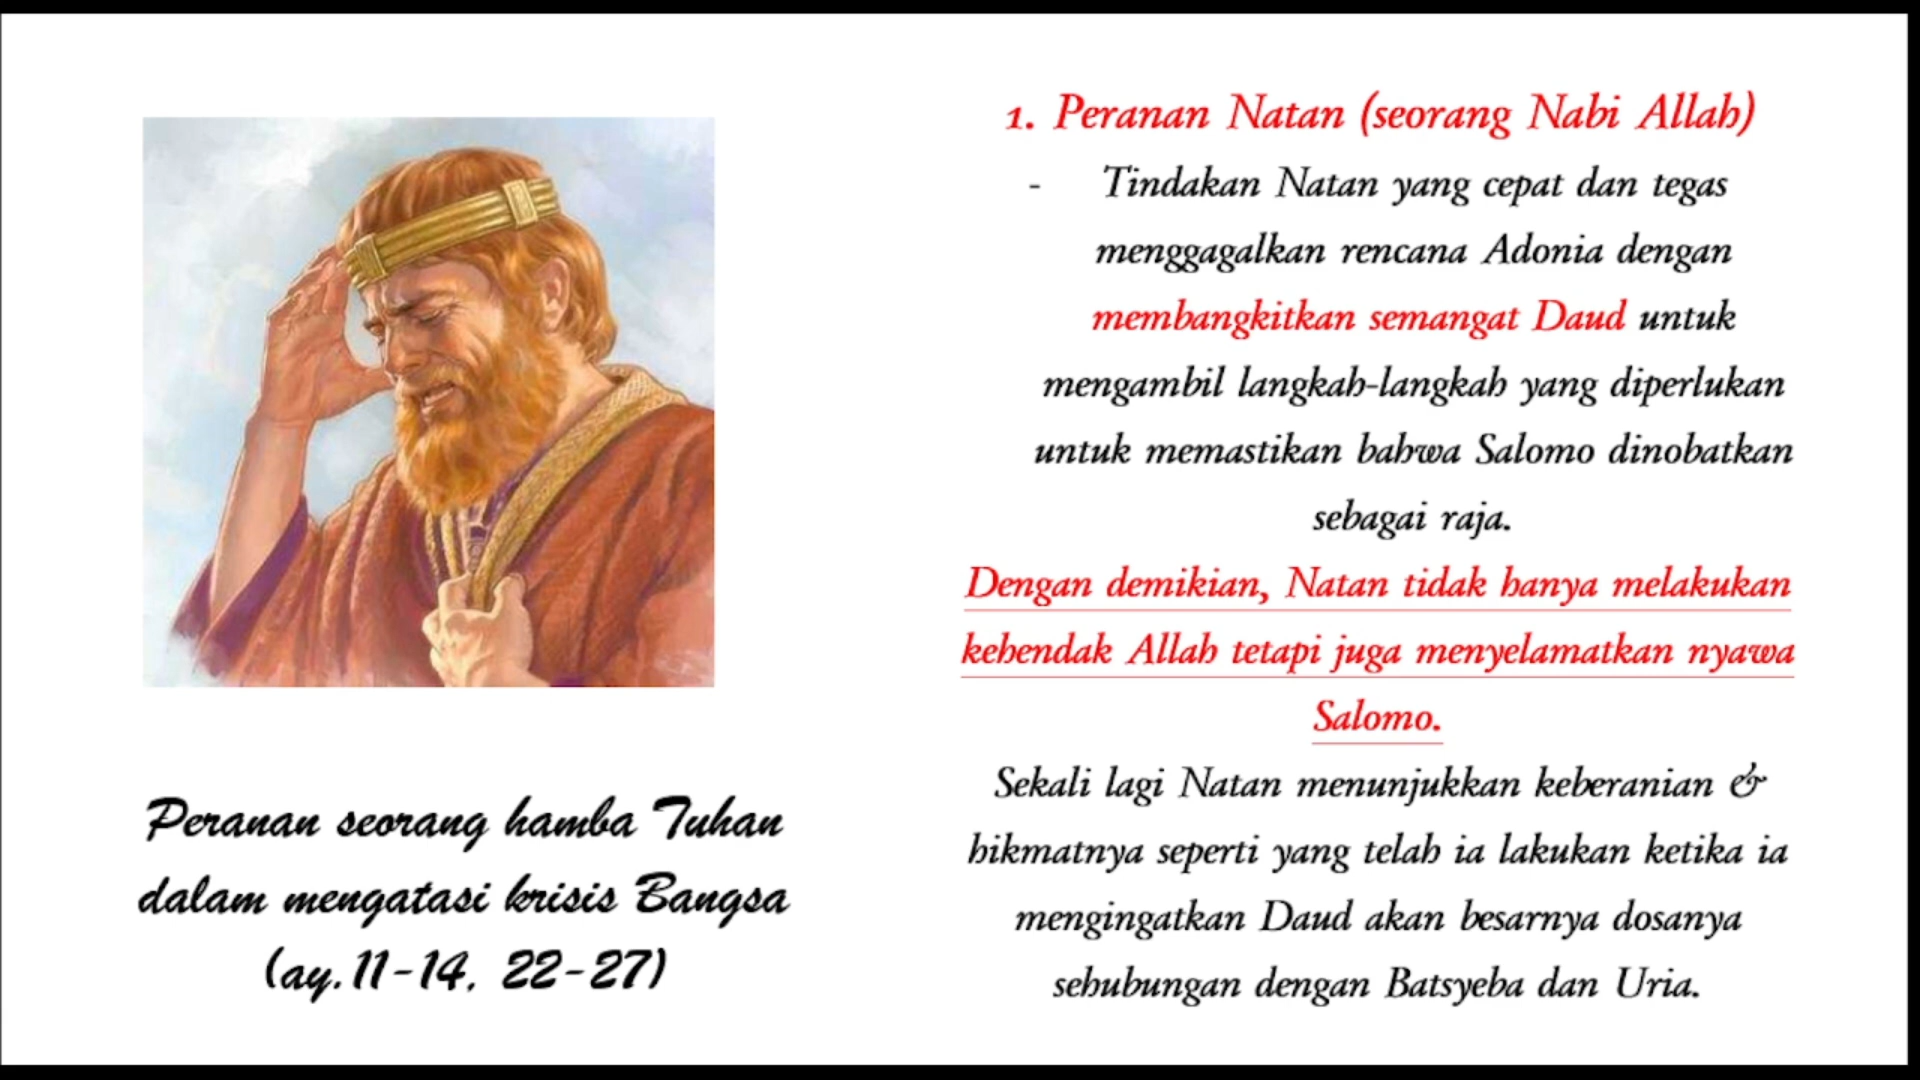 Peranan seorang hamba Tuhan
dalam mengatasi krisis Bangsa
(ay.11-14, 22-27)
1. Peranan Natan (seorang Nabi Allah)
- Tindakan Natan yang cepat dan tegas
menggagalkan rencana Adonia dengan
membangkitkan semangat Daud untuk
mengambil langkah-langkah yang diperlukan
untuk memastikan bahwa Salomo dinobatkan
sebagai raja.
Dengan demikian, Natan tidak hanya melakukan
kehendak Allah tetapi juga menyelamatkan nyawa
Salomo.
Sekali lagi Natan menunjukkan keberanian &
hikmatnya seperti yang telah ia lakukan ketika ia
mengingatkan Daud akan besarnya dosanya
sehubungan dengan Batsyeba dan Uria.